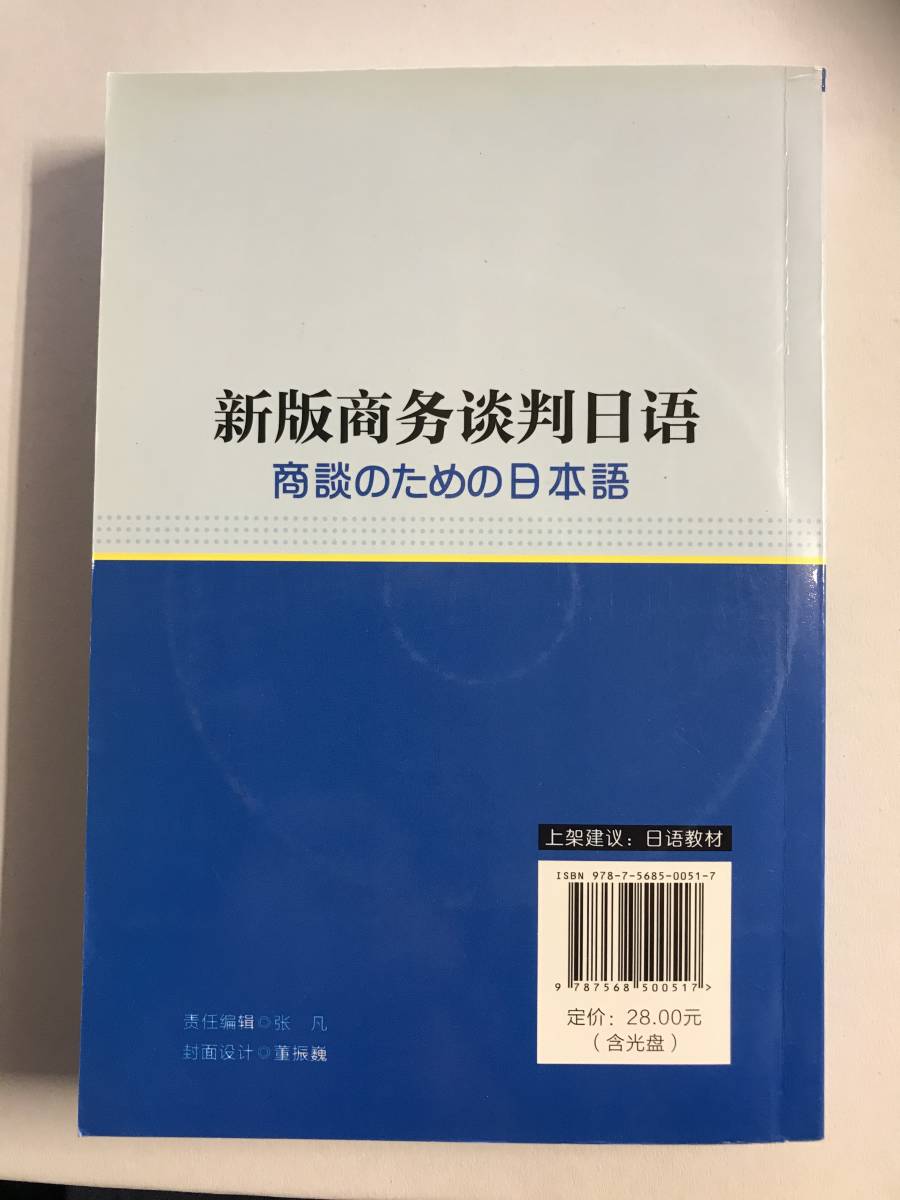 新版商务谈判日语
商談のための日本語
上架建议：日语教材
ISBN 978-7-5685-0051-7
9 787568 500517>
定价：28.00元
（含光盘）
责任编辑◎张 凡
封面设计◎董振巍